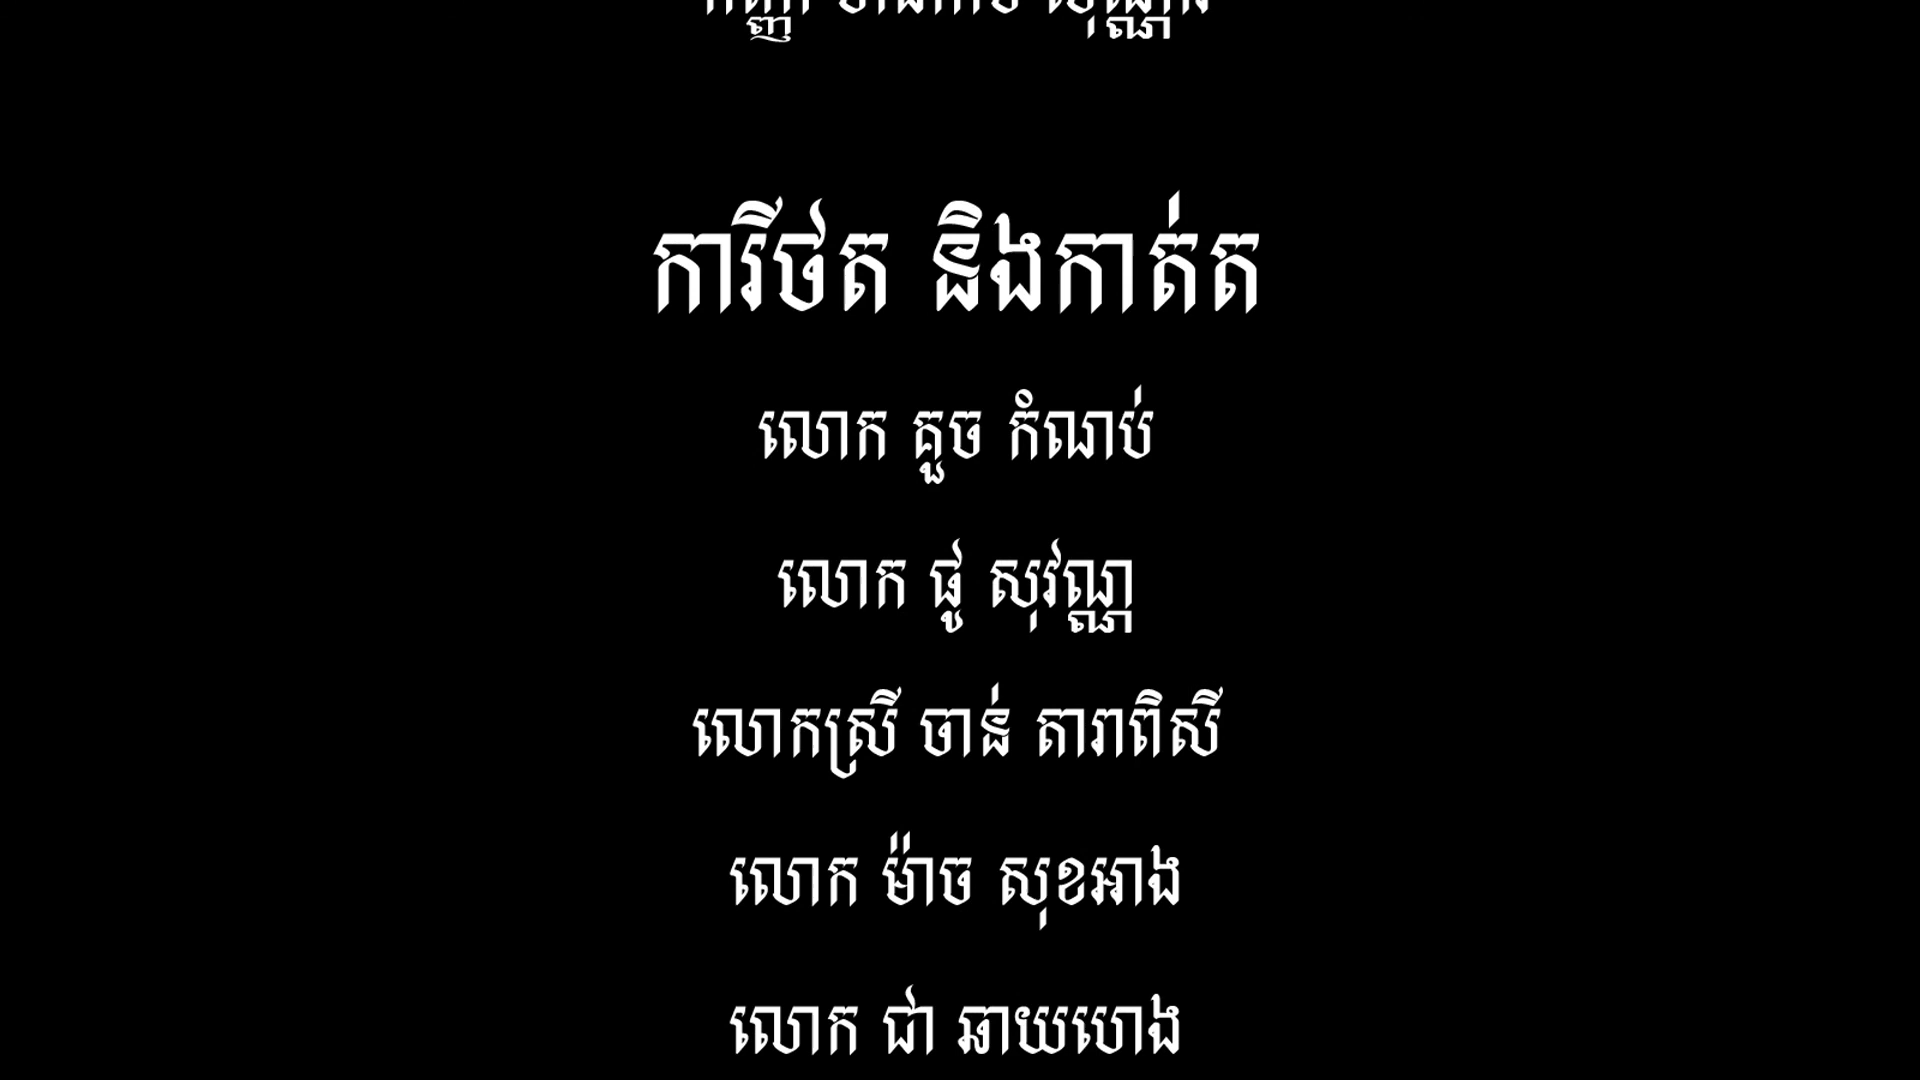 ការីថត និងកាត់ត
លោក គួច កំណប់
លោក ផូ សុវណ្ណ
លោកស្រី ចាន់ តារាពិសី
លោក ម៉ាច សុខអាង
លោក ជា ឆាយហេង